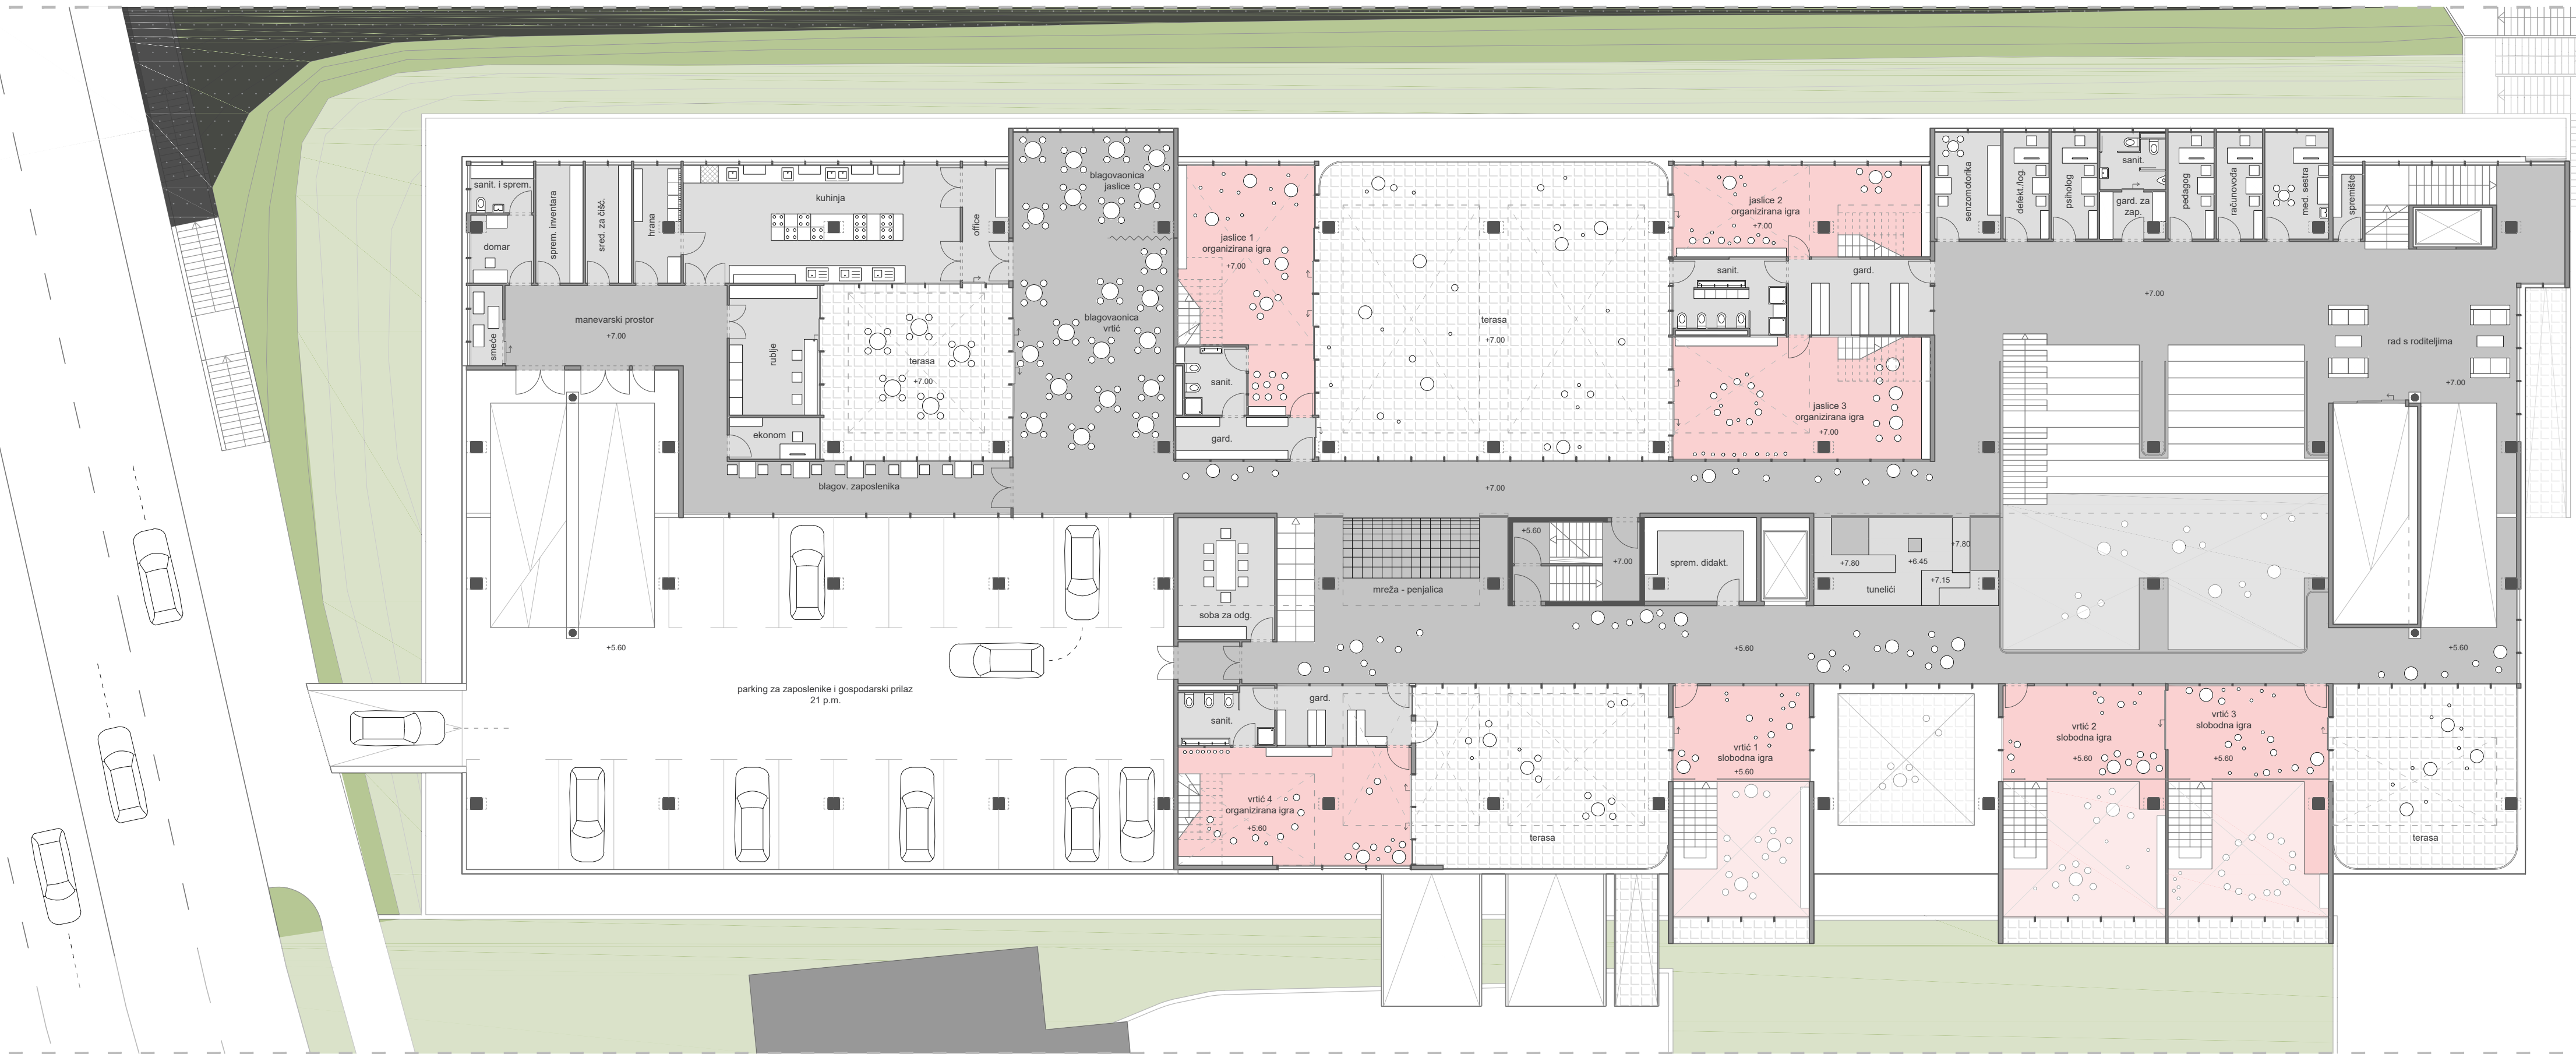 sanit. i sprem.
domar
smeće
sprem. inventara
sred. za čišć.
hrana
manevarski prostor
+7.00
kuhinja
office
rublje
ekonom
terasa
+7.00
blagov. zaposlenika
blagovaonica
jaslice
blagovaonica
vrtić
jaslice 1
organizirana igra
+7.00
sanit.
gard.
terasa
+7.00
+7.00
jaslice 2
organizirana igra
+7.00
sanit.
gard.
jaslice 3
organizirana igra
+7.00
senzomotorika
defekt./log.
psiholog
sanit.
gard. za
zap.
pedagog
računovođa
med. sestra
spremište
+7.00
rad s roditeljima
+7.00
+5.60
parking za zaposlenike i gospodarski prilaz
21 p.m.
soba za odg.
mreža - penjalica
+5.60
+7.00
sprem. didakt.
+7.80
+6.45
+7.80
+7.15
tunelići
+5.60
+5.60
sanit.
gard.
vrtić 4
organizirana igra
+5.60
terasa
vrtić 1
slobodna igra
+5.60
vrtić 2
slobodna igra
+5.60
vrtić 3
slobodna igra
+5.60
terasa